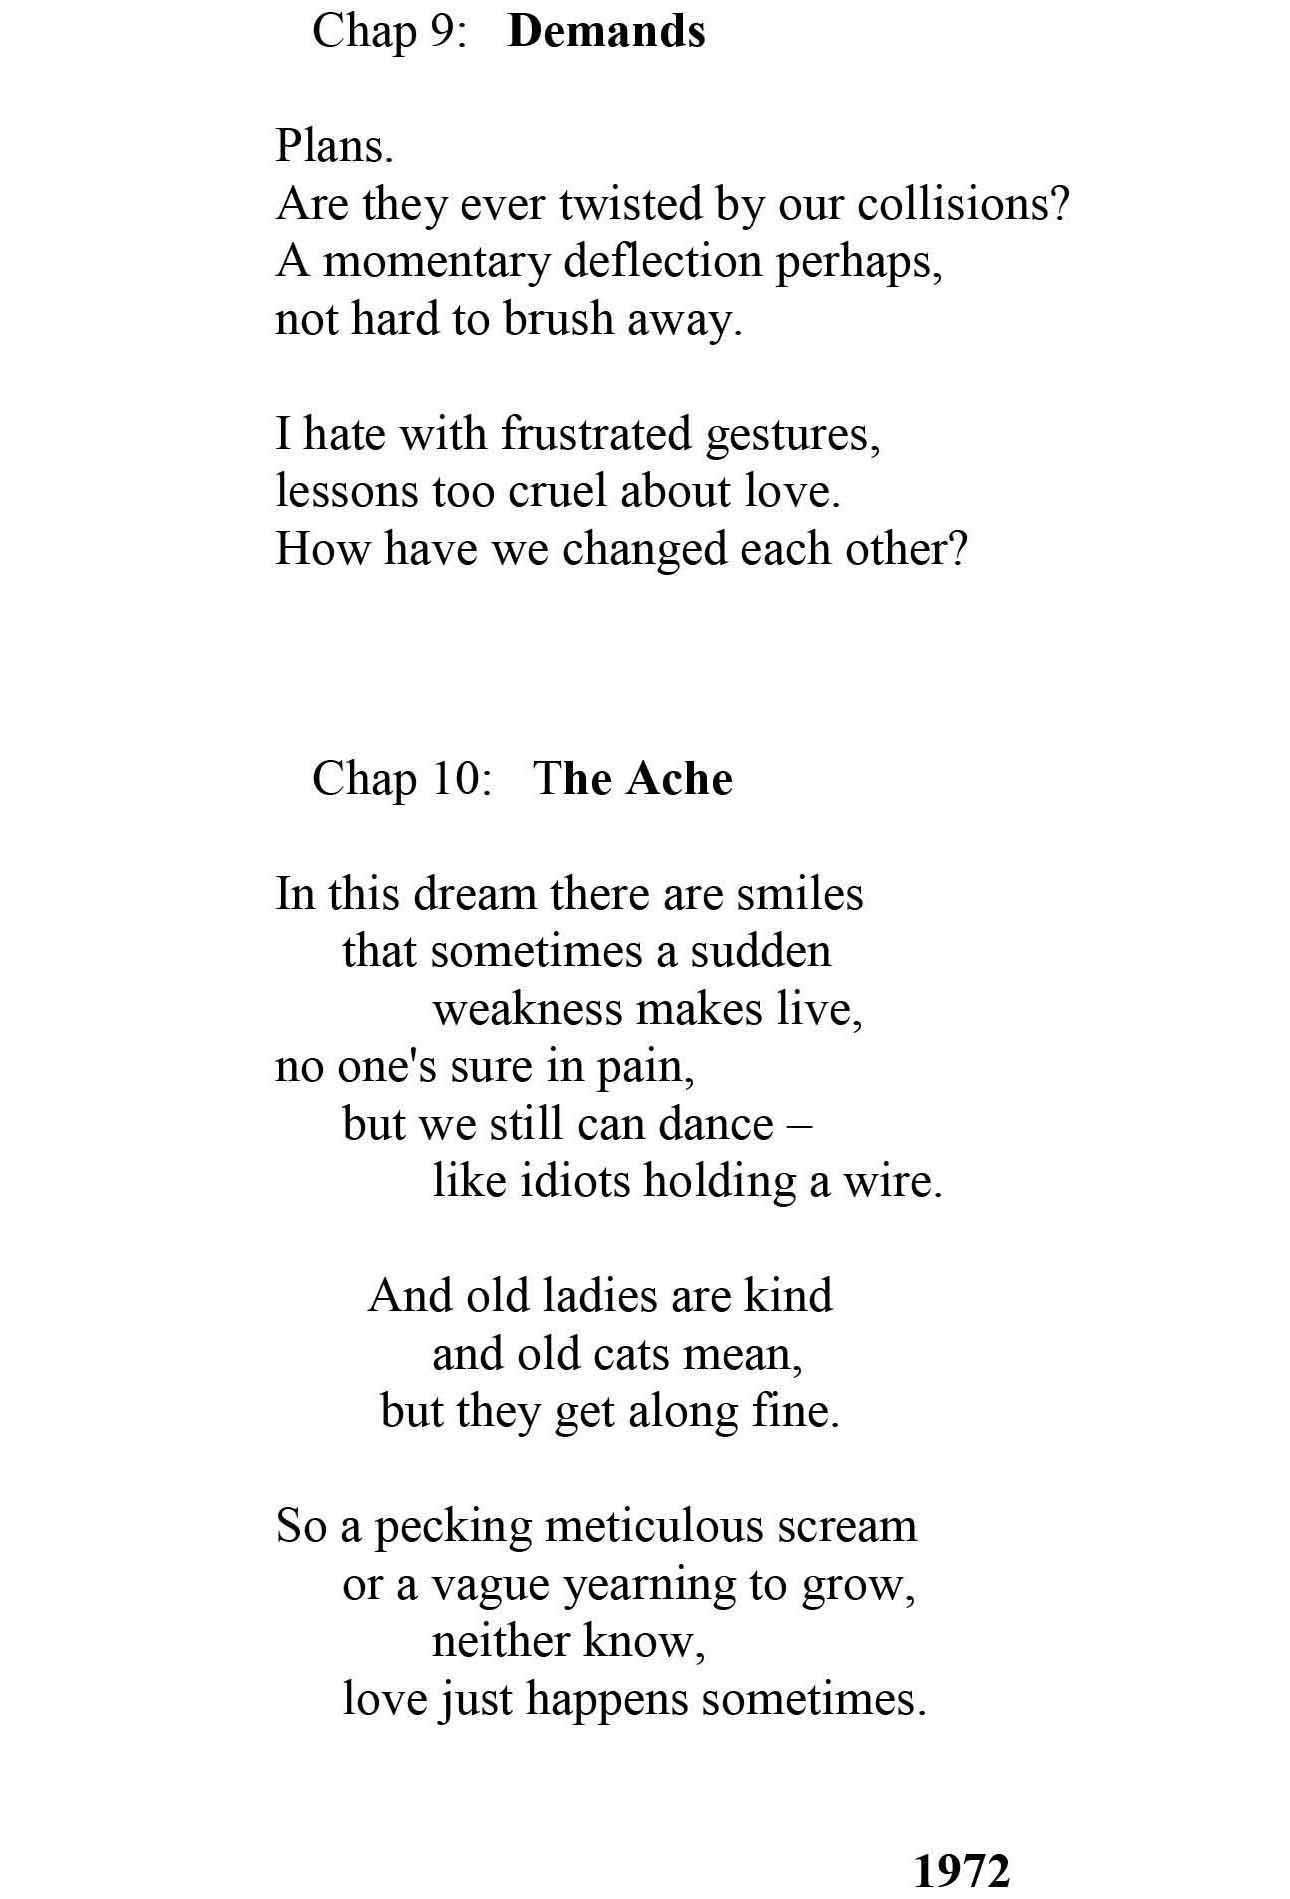 Chap 9: Demands
Plans.
Are they ever twisted by our collisions?
A momentary deflection perhaps,
not hard to brush away.
I hate with frustrated gestures,
lessons too cruel about love.
How have we changed each other?
Chap 10: The Ache
In this dream there are smiles
that sometimes a sudden
weakness makes live,
no one's sure in pain,
but we still can dance –
like idiots holding a wire.
And old ladies are kind
and old cats mean,
but they get along fine.
So a pecking meticulous scream
or a vague yearning to grow,
neither know,
love just happens sometimes.
1972